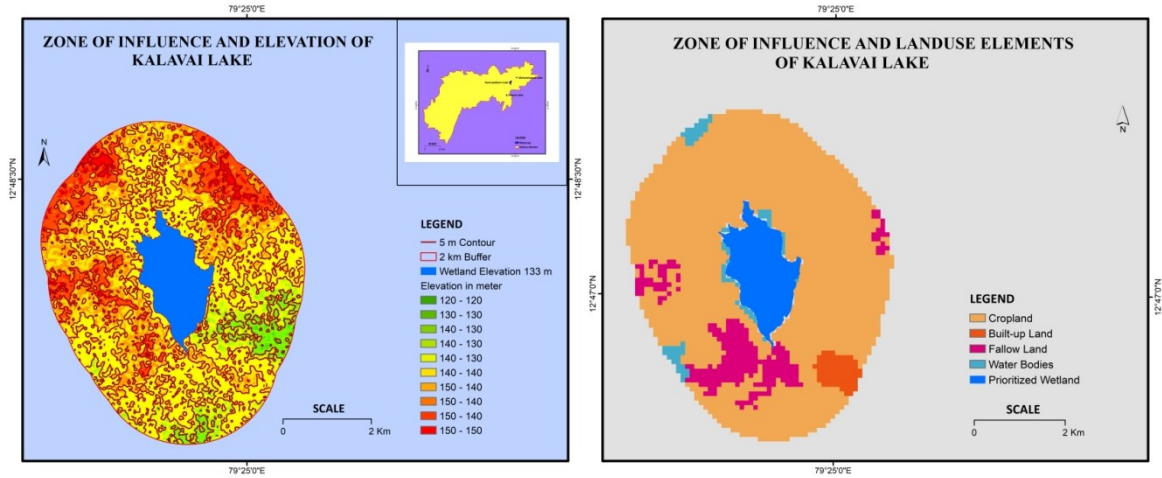 79°25'0"E
ZONE OF INFLUENCE AND ELEVATION OF
KALAVAI LAKE
N
12°48'30"N
LEGEND
5 m Contour
2 km Buffer
Wetland Elevation 133 m
Elevation in meter
120 - 120
130 - 130
140 - 130
140 - 130
140 - 140
150 - 140
150 - 140
150 - 140
150 - 150
SCALE
0 2 Km
79°25'0"E
79°25'0"E
ZONE OF INFLUENCE AND LANDUSE ELEMENTS
OF KALAVAI LAKE
N
12°48'30"N
12°47'0"N
12°47'0"N
LEGEND
Cropland
Built-up Land
Fallow Land
Water Bodies
Prioritized Wetland
SCALE
0 2 Km
79°25'0"E